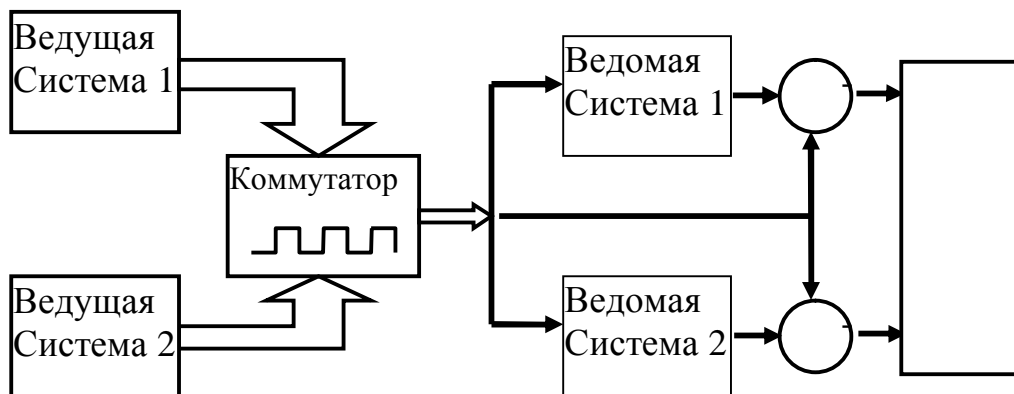 Ведущая
Система 1
Ведомая
Система 1
Коммутатор
Ведущая
Система 2
Ведомая
Система 2
-
-